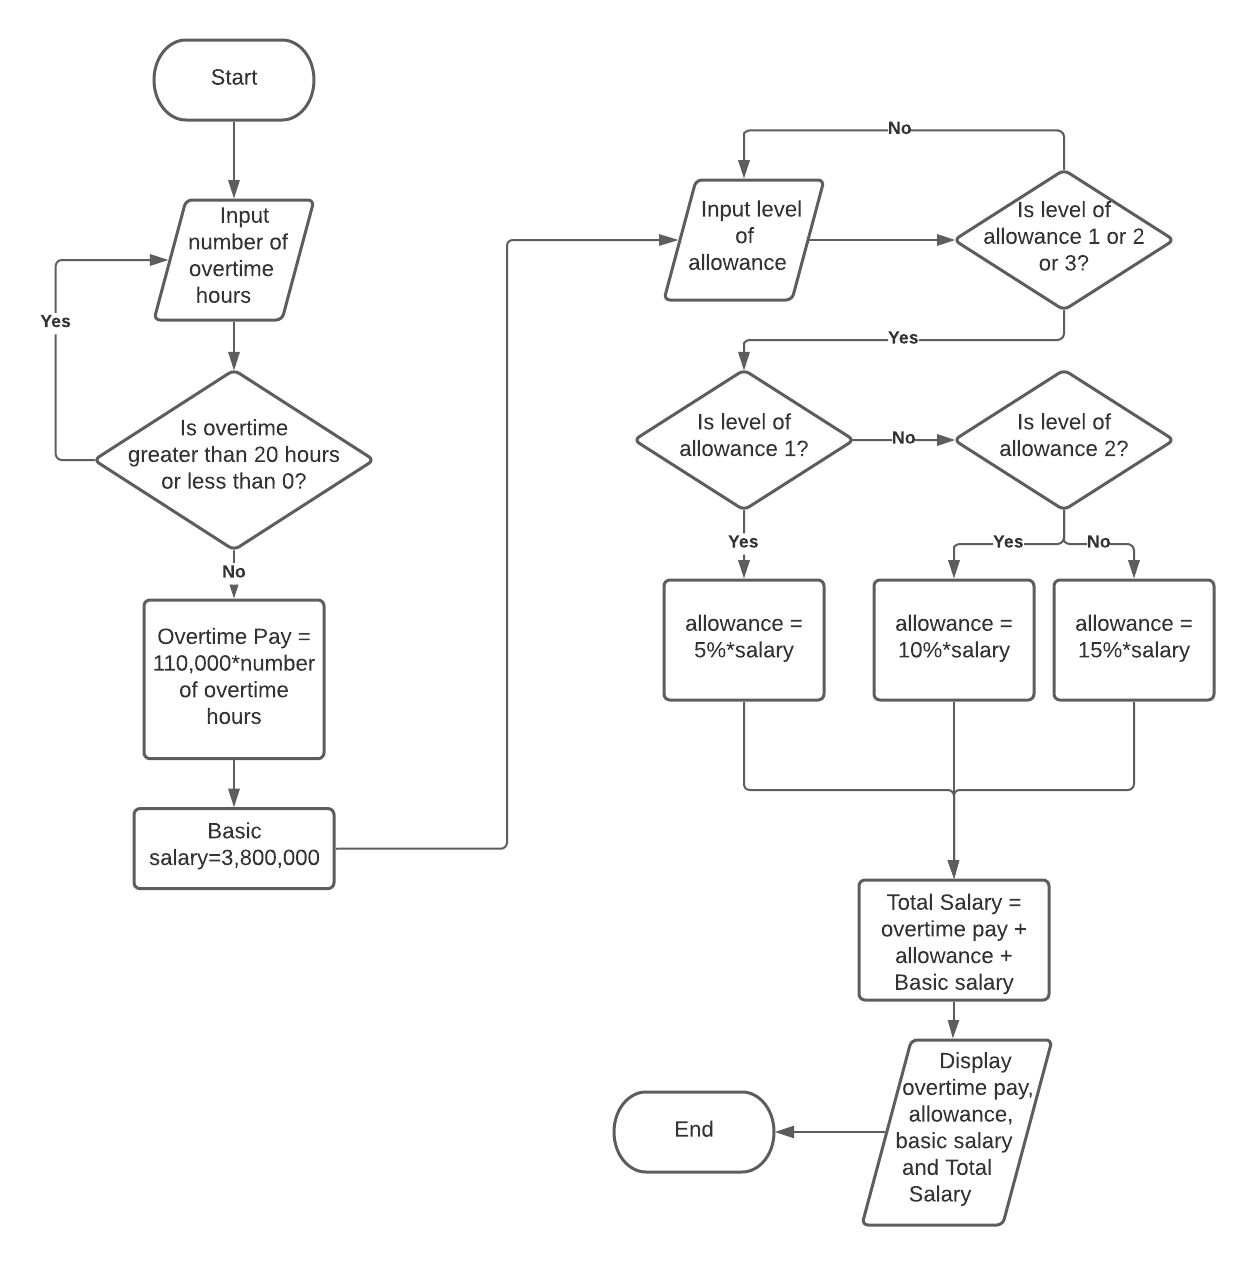 Start
Input
number of
overtime
hours
Yes
Is overtime
greater than 20 hours
or less than 0?
No
Overtime Pay =
110,000*number
of overtime
hours
Basic
salary=3,800,000
No
Input level
of
allowance
Is level of
allowance 1 or 2
or 3?
Yes
Is level of
allowance 1?
No
Is level of
allowance 2?
Yes
Yes
No
allowance =
5%*salary
allowance =
10%*salary
allowance =
15%*salary
Total Salary =
overtime pay +
allowance +
Basic salary
Display
overtime pay,
allowance,
basic salary
and Total
Salary
End